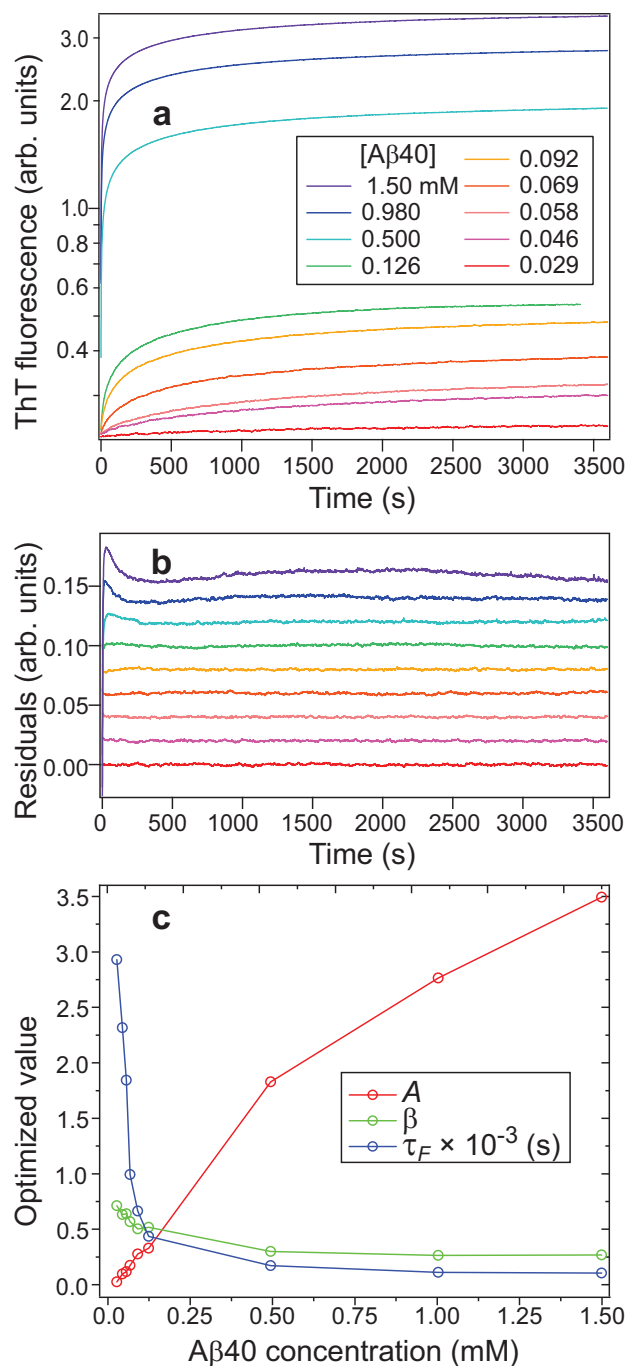 a
ThT fluorescence (arb. units)
3.0
2.0
1.0
0.8
0.6
0.4
[Aβ40]
1.50 mM
0.980
0.500
0.126
0.092
0.069
0.058
0.046
0.029
0 500 1000 1500 2000 2500 3000 3500
Time (s)
b
Residuals (arb. units)
0.15
0.10
0.05
0.00
0 500 1000 1500 2000 2500 3000 3500
Time (s)
c
Optimized value
3.5
3.0
2.5
2.0
1.5
1.0
0.5
0.0
A
β
τF × 10-3 (s)
0.0 0.25 0.50 0.75 1.00 1.25 1.50
Aβ40 concentration (mM)